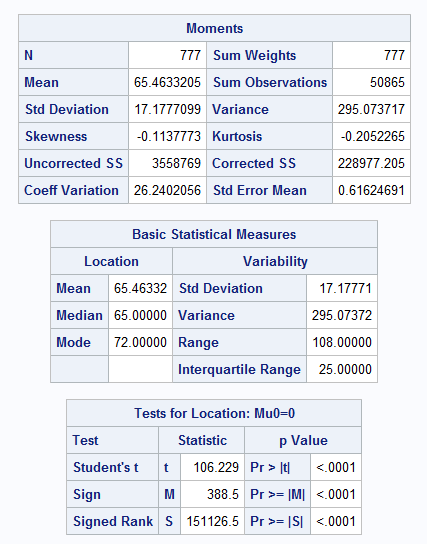 Moments
N 777 Sum Weights 777
Mean 65.4633205 Sum Observations 50865
Std Deviation 17.1777099 Variance 295.073717
Skewness -0.1137773 Kurtosis -0.2052265
Uncorrected SS 3558769 Corrected SS 228977.205
Coeff Variation 26.2402056 Std Error Mean 0.61624691
Basic Statistical Measures
Location Variability
Mean 65.46332 Std Deviation 17.17771
Median 65.00000 Variance 295.07372
Mode 72.00000 Range 108.00000
Interquartile Range 25.00000
Tests for Location: Mu0=0
Test Statistic p Value
Student's t t 106.229 Pr > |t| <.0001
Sign M 388.5 Pr >= |M| <.0001
Signed Rank S 151126.5 Pr >= |S| <.0001